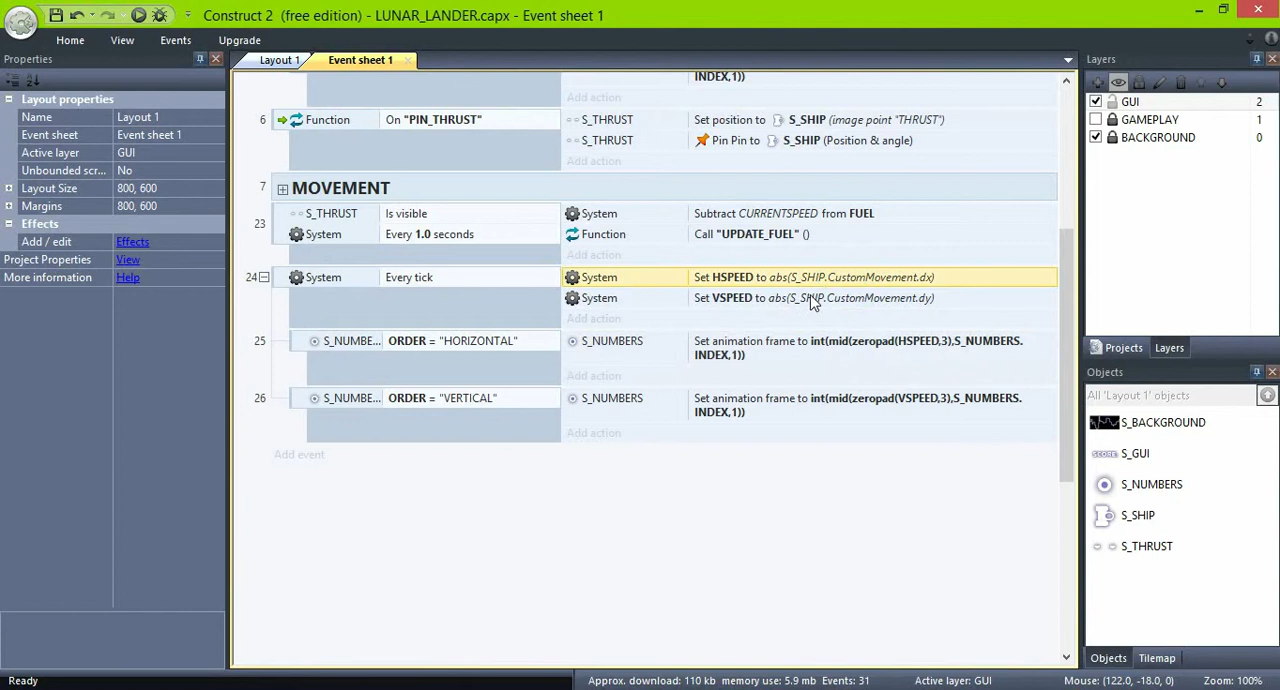 Construct 2 (free edition) - LUNAR_LANDER.capx - Event sheet 1
Home View Events Upgrade
Properties
Layout 1 Event sheet 1
Layers
Layout properties
Name Layout 1
Event sheet Event sheet 1
Active layer GUI
Unbounded scr... No
Layout Size 800, 600
Margins 800, 600
Effects
Add / edit Effects
Project Properties View
More information Help
INDEX,1))
Add action
6 Function On "PIN_THRUST" S_THRUST Set position to S_SHIP (image point 'THRUST')
S_THRUST Pin Pin to S_SHIP (Position & angle)
Add action
7 MOVEMENT
23 S_THRUST Is visible System Subtract CURRENTSPEED from FUEL
System Every 1.0 seconds Function Call "UPDATE_FUEL" ()
Add action
24 System Every tick System Set HSPEED to abs(S_SHIP.CustomMovement.dx)
System Set VSPEED to abs(S_SHIP.CustomMovement.dy)
Add action
25 S_NUMBE... ORDER = "HORIZONTAL" S_NUMBERS Set animation frame to int(mid(zeropad(HSPEED,3),S_NUMBERS.
INDEX,1))
Add action
26 S_NUMBE... ORDER = "VERTICAL" S_NUMBERS Set animation frame to int(mid(zeropad(VSPEED,3),S_NUMBERS.
INDEX,1))
Add action
Add event
GUI 2
GAMEPLAY 1
BACKGROUND 0
Projects Layers
Objects
All 'Layout 1' objects
S_BACKGROUND
SCORE S_GUI
S_NUMBERS
S_SHIP
S_THRUST
Objects Tilemap
Ready Approx. download: 110 kb memory use: 5.9 mb Events: 31 Active layer: GUI Mouse: (122.0, -18.0, 0) Zoom: 100%